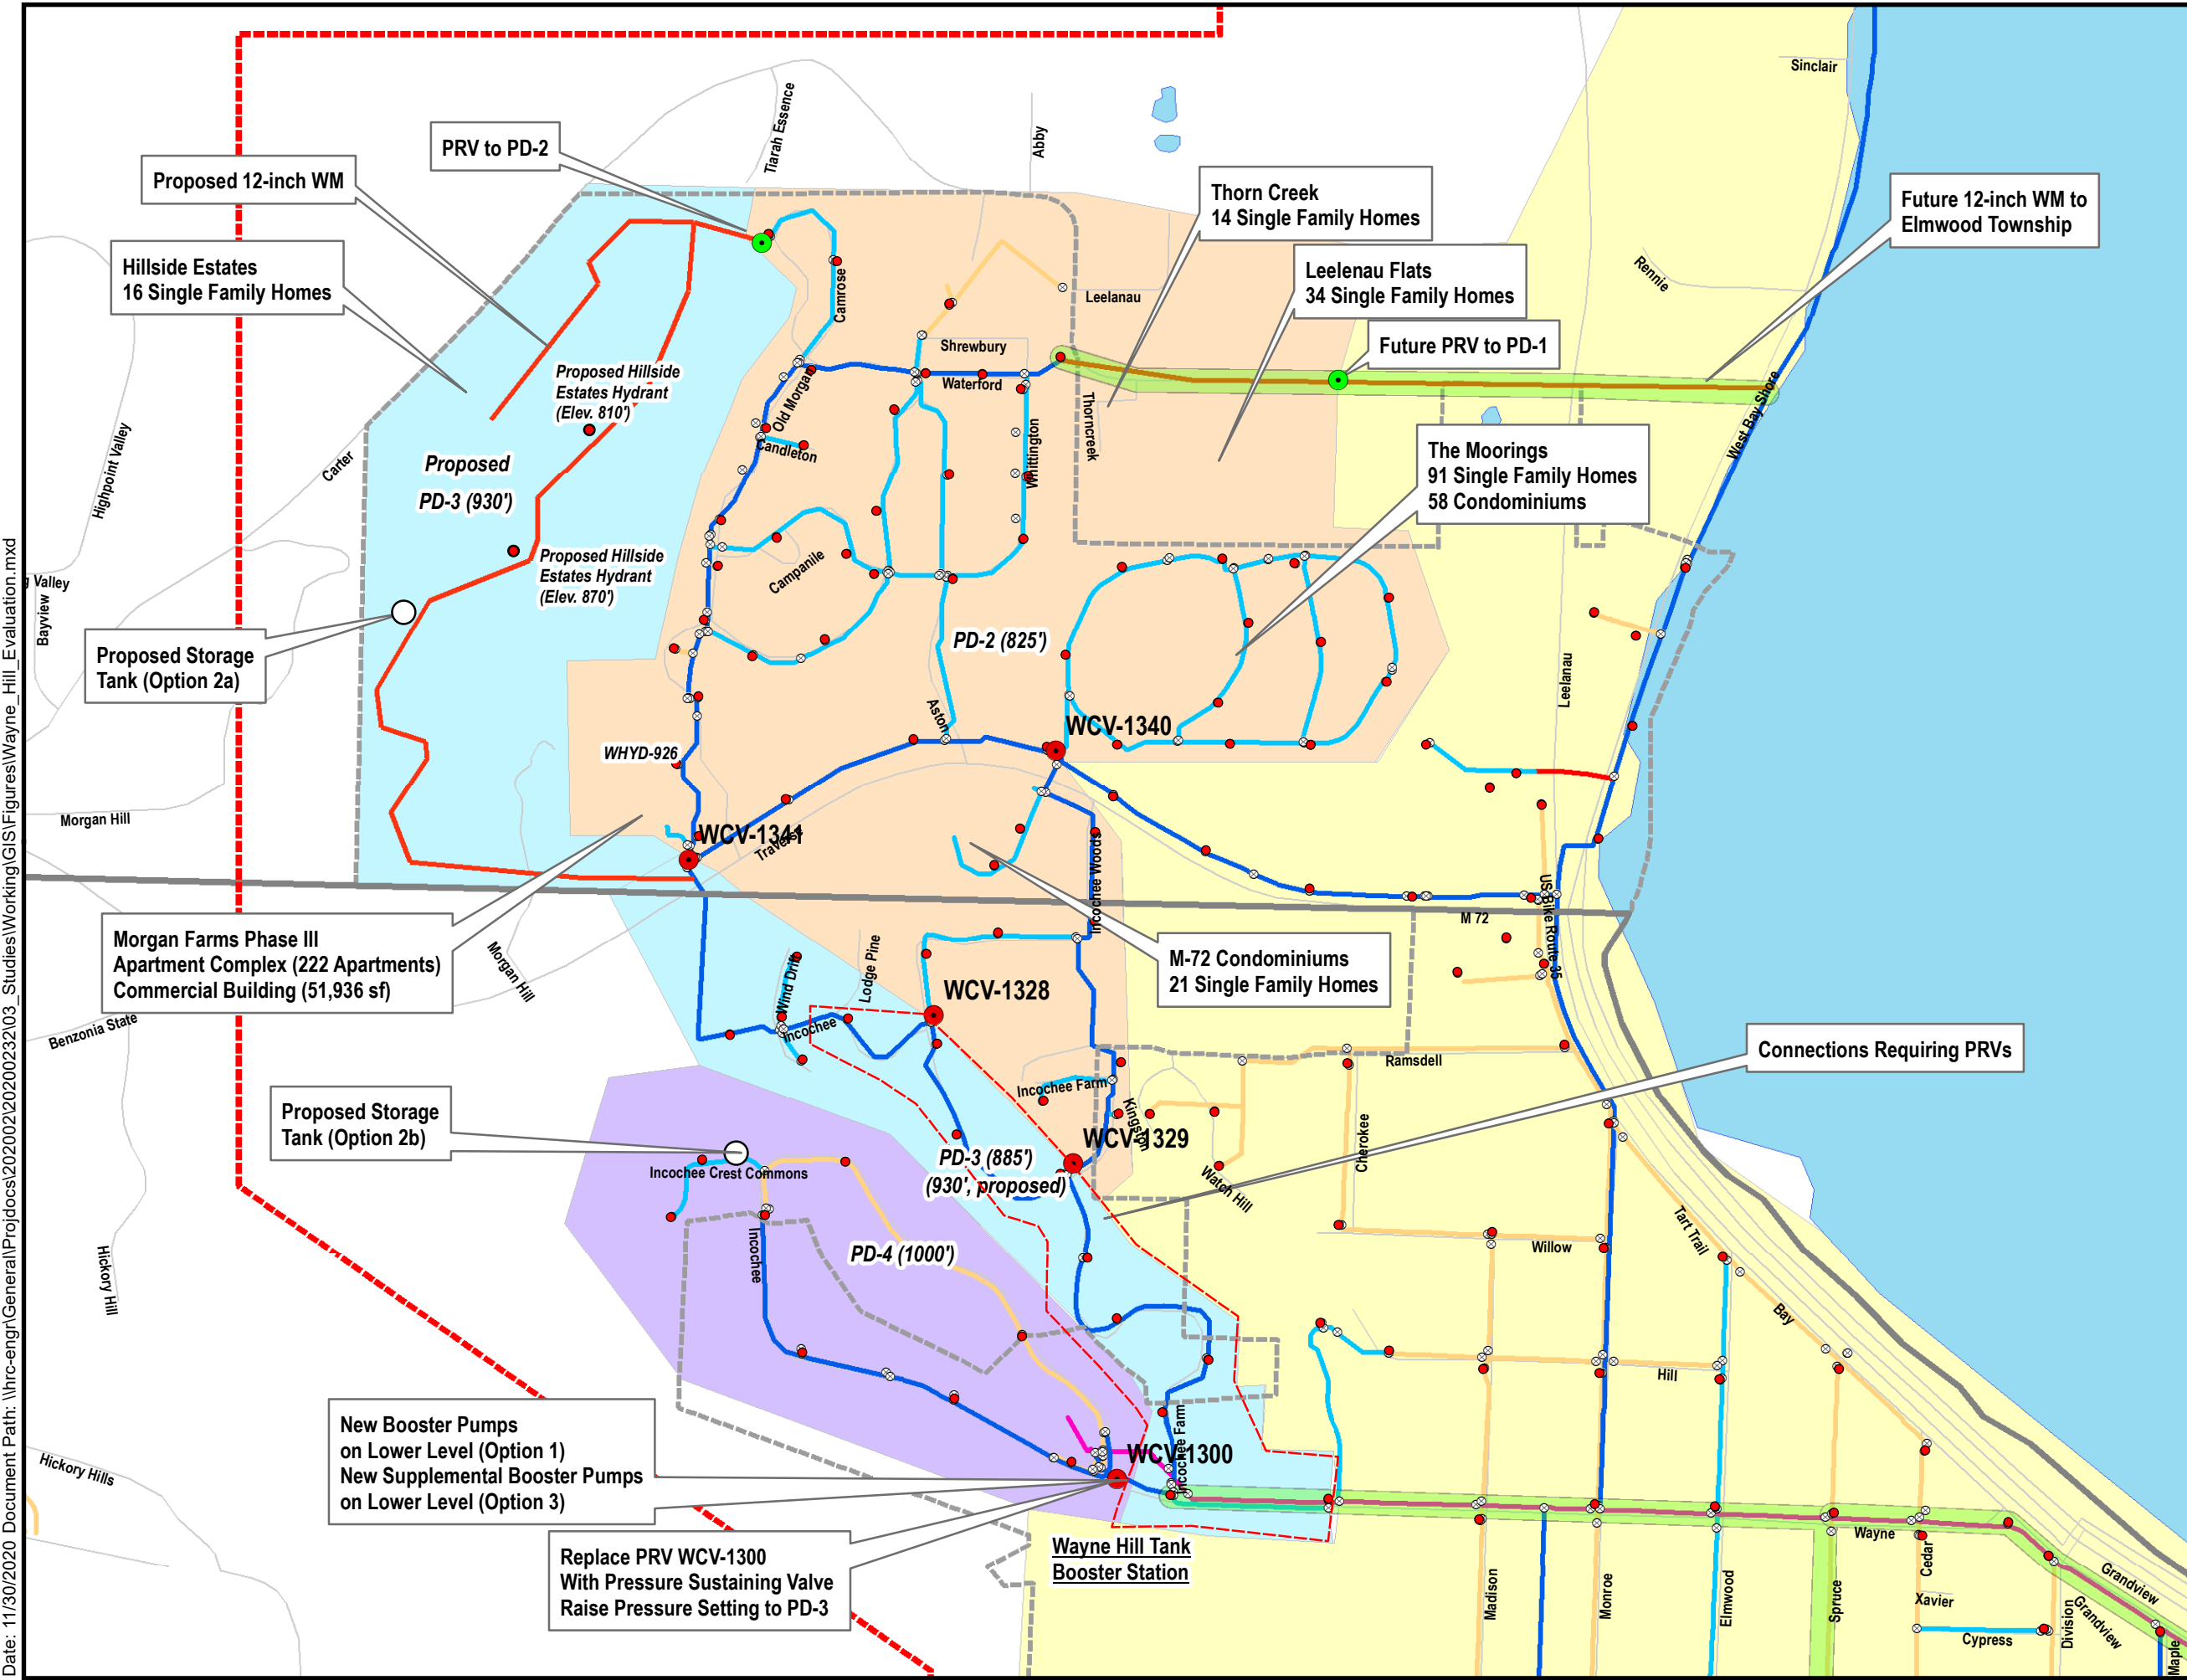 Sinclair
Tiarah Essence
Abby
PRV to PD-2
Proposed 12-inch WM
Thorn Creek
14 Single Family Homes
Future 12-inch WM to
Elmwood Township
Hillside Estates
16 Single Family Homes
Leelenau Flats
34 Single Family Homes
Rennie
Camrose
Leelanau
Shrewbury
Future PRV to PD-1
Proposed Hillside
Estates Hydrant
(Elev. 810')
Waterford
Old Morgan
Thorncreek
West Bay Shore
Candleton
Whittington
Highpoint Valley
Carter
Proposed
PD-3 (930')
The Moorings
91 Single Family Homes
58 Condominiums
Proposed Hillside
Estates Hydrant
(Elev. 870')
Campanile
Valley
Bayview
Proposed Storage
Tank (Option 2a)
PD-2 (825')
Leelanau
Aston
WCV-1340
WHYD-926
Morgan Hill
WCV-1341
Traverse
Incochee Woods
US Bike Route 35
M 72
Morgan Farms Phase III
Apartment Complex (222 Apartments)
Commercial Building (51,936 sf)
Morgan Hill
Wind Drift
Lodge Pine
M-72 Condominiums
21 Single Family Homes
WCV-1328
Benzonia State
Incochee
Connections Requiring PRVs
Ramsdell
Incochee Farm
Kingston
Cherokee
Proposed Storage
Tank (Option 2b)
WCV-1329
PD-3 (885')
(930', proposed)
Incochee Crest Commons
Watch Hill
Tart Trail
Incochee
PD-4 (1000')
Willow
Hickory Hill
Bay
Hill
New Booster Pumps
on Lower Level (Option 1)
New Supplemental Booster Pumps
on Lower Level (Option 3)
Incochee Farm
WCV-1300
Hickory Hills
Replace PRV WCV-1300
With Pressure Sustaining Valve
Raise Pressure Setting to PD-3
Wayne Hill Tank
Booster Station
Wayne
Madison
Monroe
Elmwood
Spruce
Cedar
Xavier
Cypress
Division
Grandview
Grandview
Maple
Date: 11/30/2020 Document Path: \\hrc-engr\General\Projdocs\202002\20200232\03_Studies\Working\GIS\Figures\Wayne_Hill_Evaluation.mxd